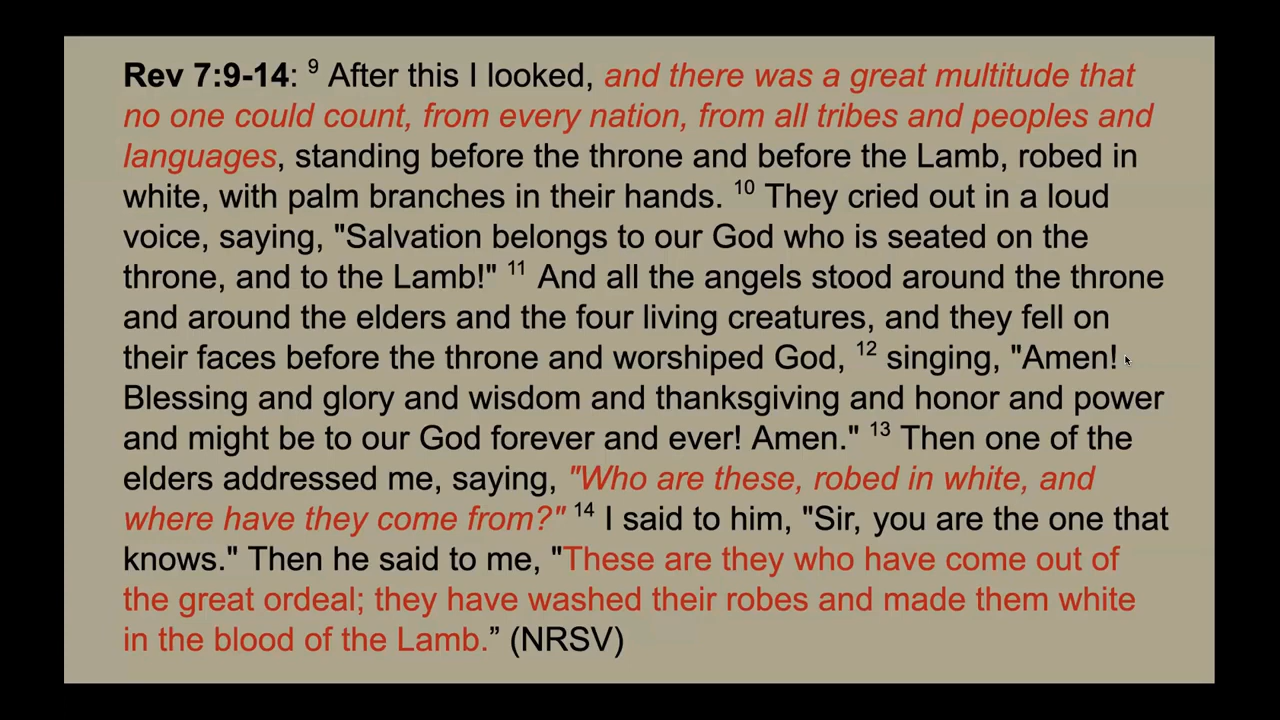 Rev 7:9-14: 9 After this I looked, and there was a great multitude that
no one could count, from every nation, from all tribes and peoples and
languages, standing before the throne and before the Lamb, robed in
white, with palm branches in their hands. 10 They cried out in a loud
voice, saying, "Salvation belongs to our God who is seated on the
throne, and to the Lamb!" 11 And all the angels stood around the throne
and around the elders and the four living creatures, and they fell on
their faces before the throne and worshiped God, 12 singing, "Amen!
Blessing and glory and wisdom and thanksgiving and honor and power
and might be to our God forever and ever! Amen." 13 Then one of the
elders addressed me, saying, "Who are these, robed in white, and
where have they come from?" 14 I said to him, "Sir, you are the one that
knows." Then he said to me, "These are they who have come out of
the great ordeal; they have washed their robes and made them white
in the blood of the Lamb.” (NRSV)